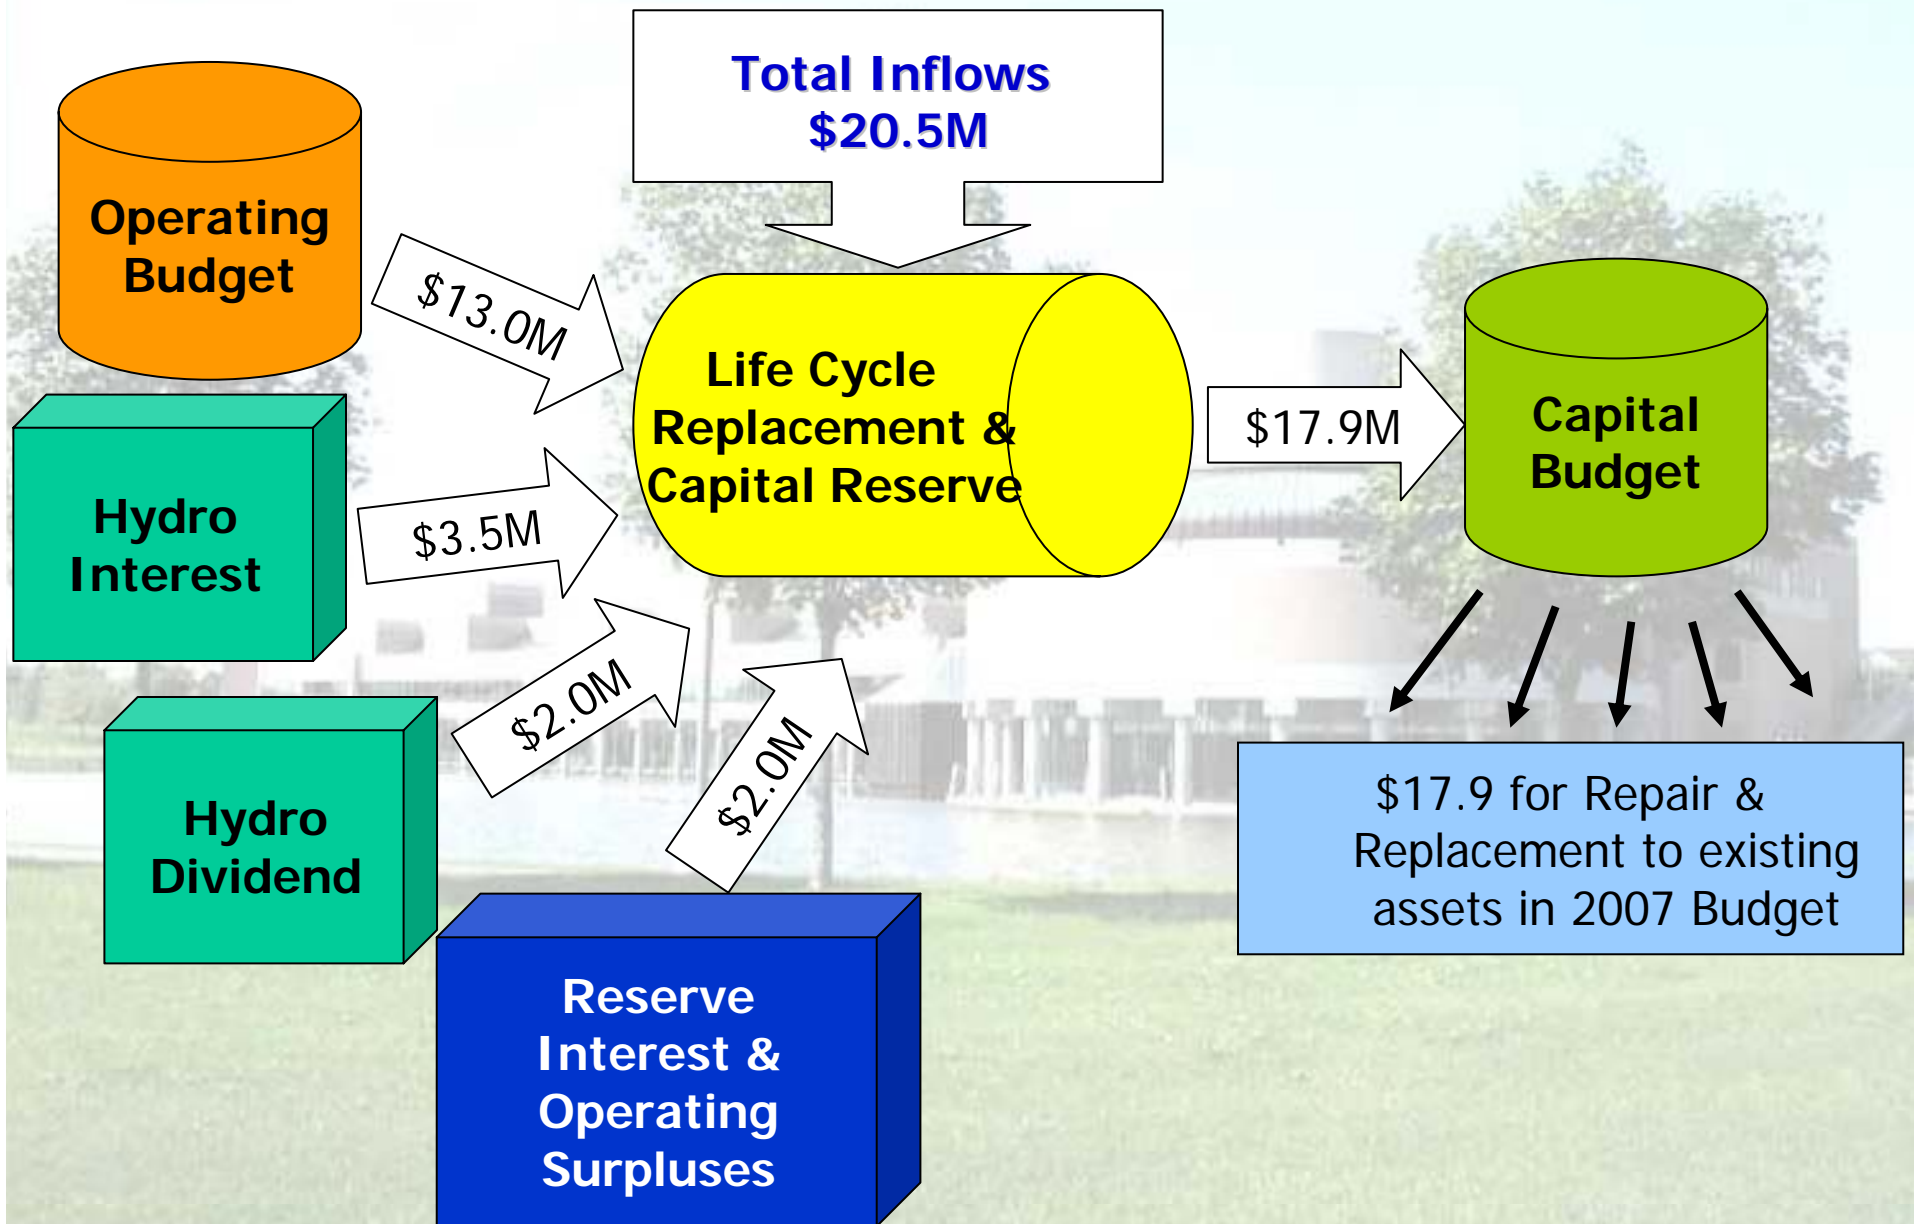 Total Inflows
$20.5M
Operating
Budget
$13.0M
Life Cycle
Replacement &
Capital Reserve
$17.9M
Capital
Budget
Hydro
Interest
$3.5M
Hydro
Dividend
$2.0M
$2.0M
Reserve
Interest &
Operating
Surpluses
$17.9 for Repair &
Replacement to existing
assets in 2007 Budget